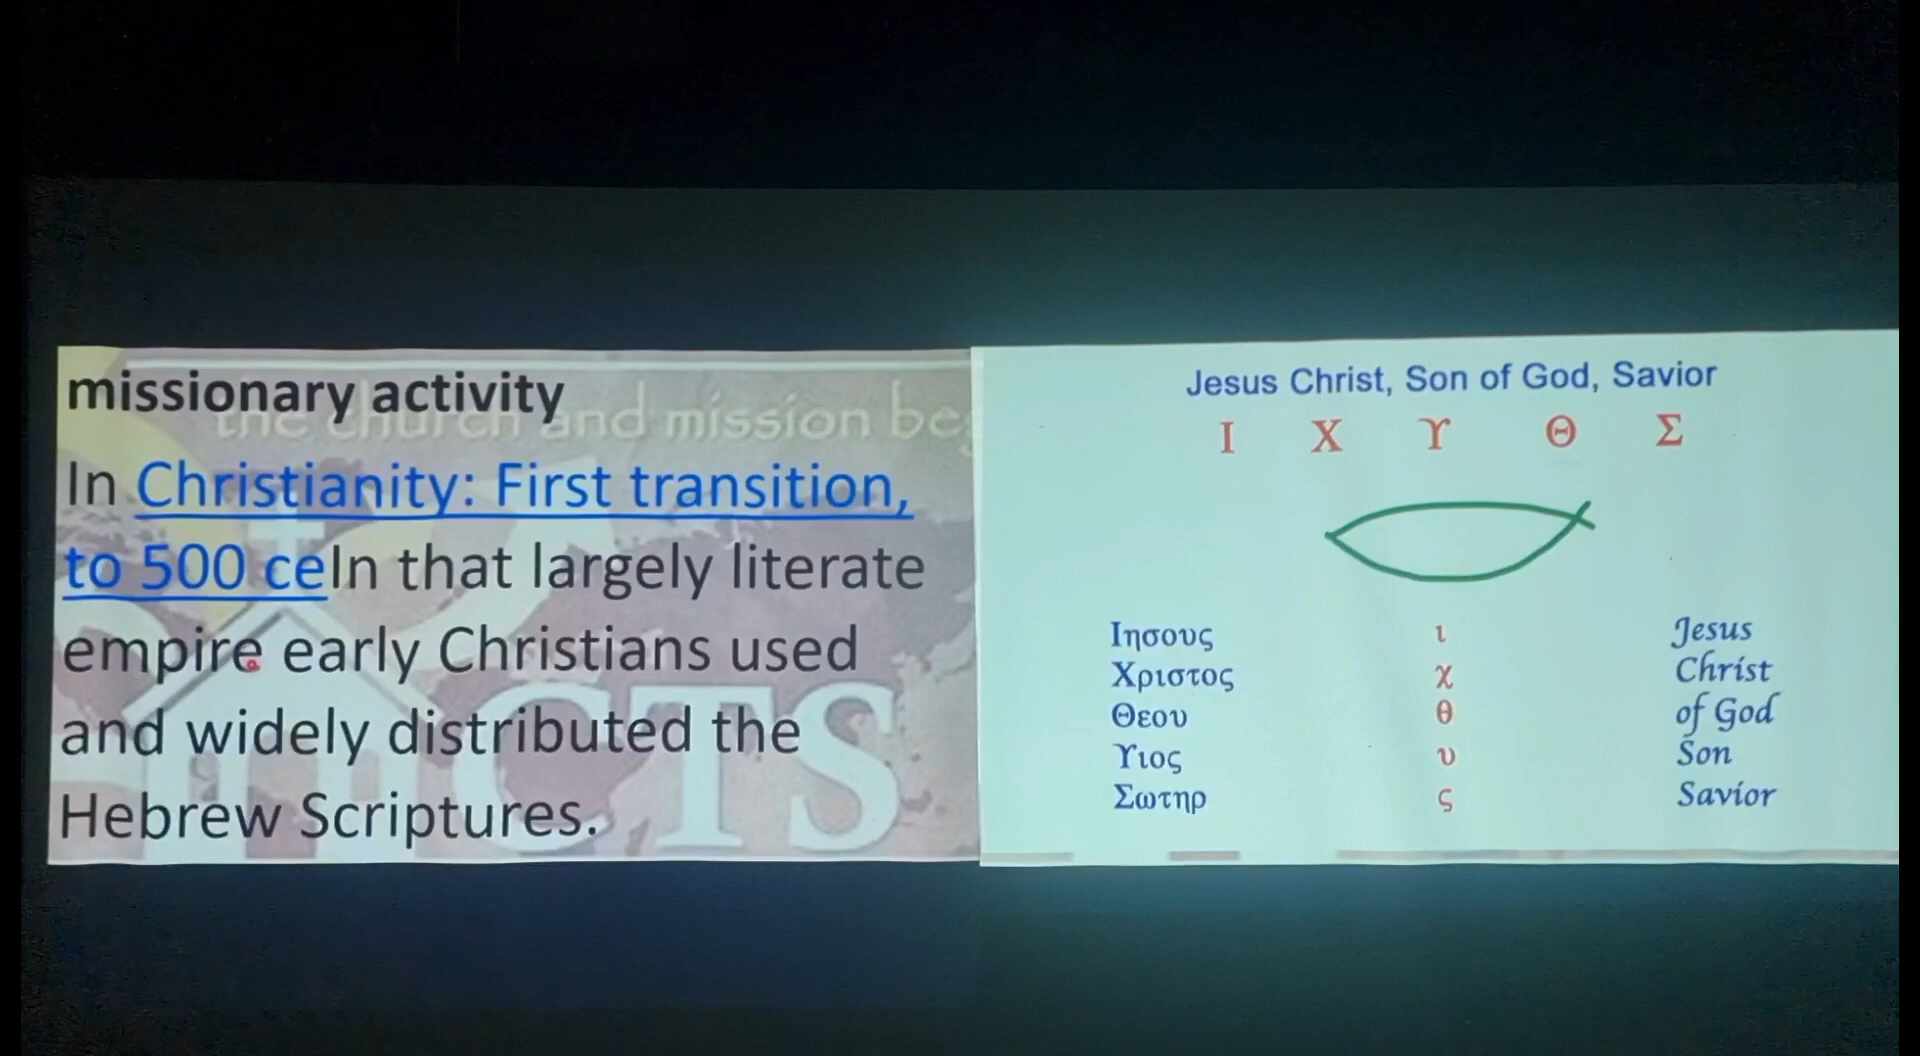 missionary activity
the church and mission be
In Christianity: First transition,
to 500 ceIn that largely literate
empire early Christians used
and widely distributed the
Hebrew Scriptures.
CTS
Jesus Christ, Son of God, Savior
Ι Χ ϒ Θ Σ
Ιησους ι Jesus
Χριστος χ Christ
Θεου θ of God
ϒιος υ Son
Σωτηρ ς Savior